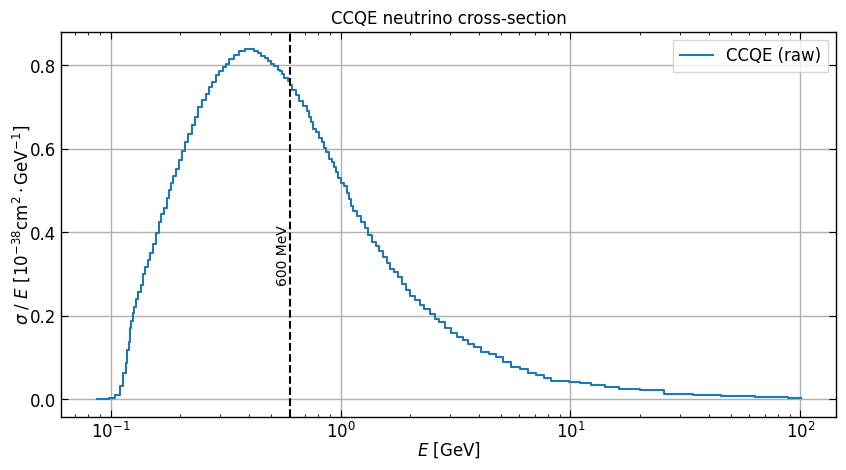 CCQE neutrino cross-section
CCQE (raw)
σ / E [10⁻³⁸cm² · GeV⁻¹]
0.8
0.6
0.4
0.2
0.0
600 MeV
10⁻¹ 10⁰ 10¹ 10²
E [GeV]